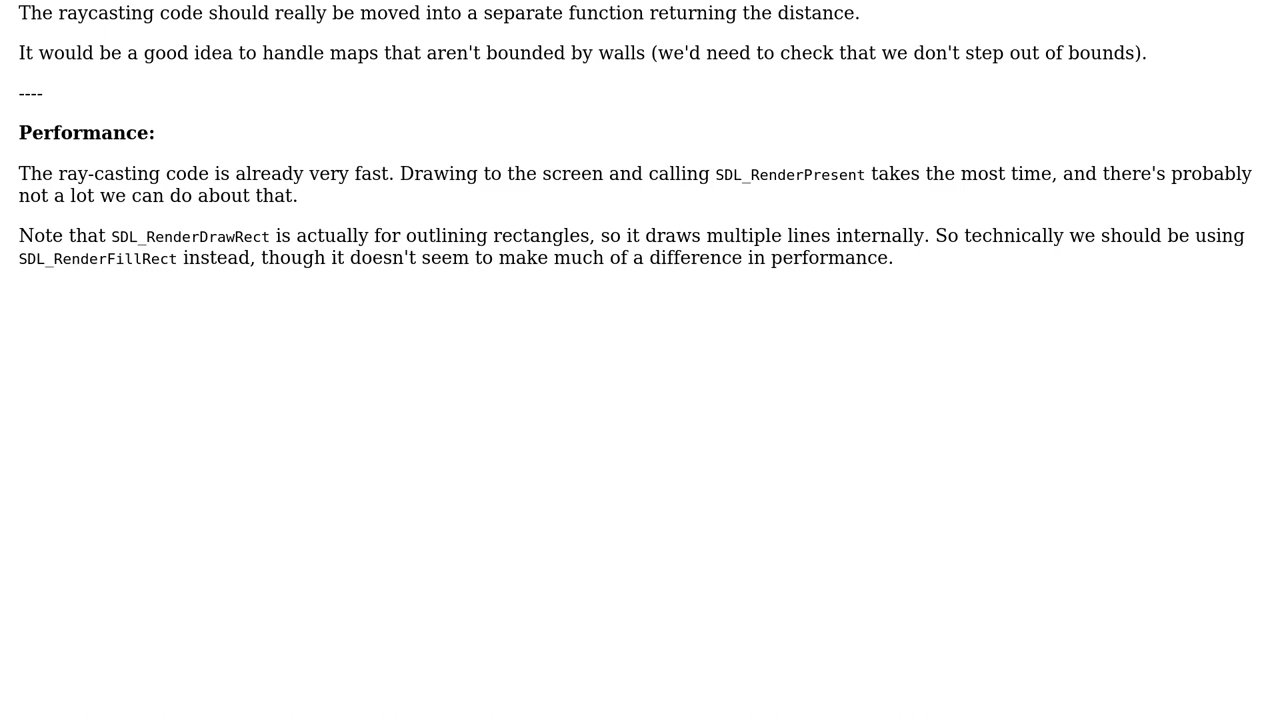 The raycasting code should really be moved into a separate function returning the distance.
It would be a good idea to handle maps that aren't bounded by walls (we'd need to check that we don't step out of bounds).
----
Performance:
The ray-casting code is already very fast. Drawing to the screen and calling SDL_RenderPresent takes the most time, and there's probably
not a lot we can do about that.
Note that SDL_RenderDrawRect is actually for outlining rectangles, so it draws multiple lines internally. So technically we should be using
SDL_RenderFillRect instead, though it doesn't seem to make much of a difference in performance.